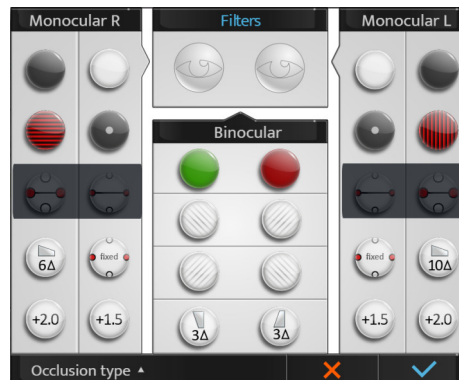 Monocular R
Filters
Monocular L
Binocular
6Δ
fixed
fixed
10Δ
+2.0
+1.5
3Δ
3Δ
+1.5
+2.0
Occlusion type